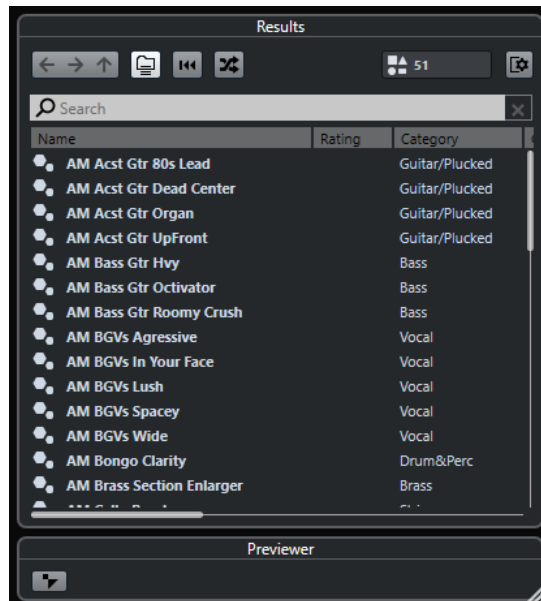 Results
51
Search
Name Rating Category
AM Acst Gtr 80s Lead Guitar/Plucked
AM Acst Gtr Dead Center Guitar/Plucked
AM Acst Gtr Organ Guitar/Plucked
AM Acst Gtr UpFront Guitar/Plucked
AM Bass Gtr Hvy Bass
AM Bass Gtr Octivator Bass
AM Bass Gtr Roomy Crush Bass
AM BGVs Agressive Vocal
AM BGVs In Your Face Vocal
AM BGVs Lush Vocal
AM BGVs Spacey Vocal
AM BGVs Wide Vocal
AM Bongo Clarity Drum&Perc
AM Brass Section Enlarger Brass
Previewer